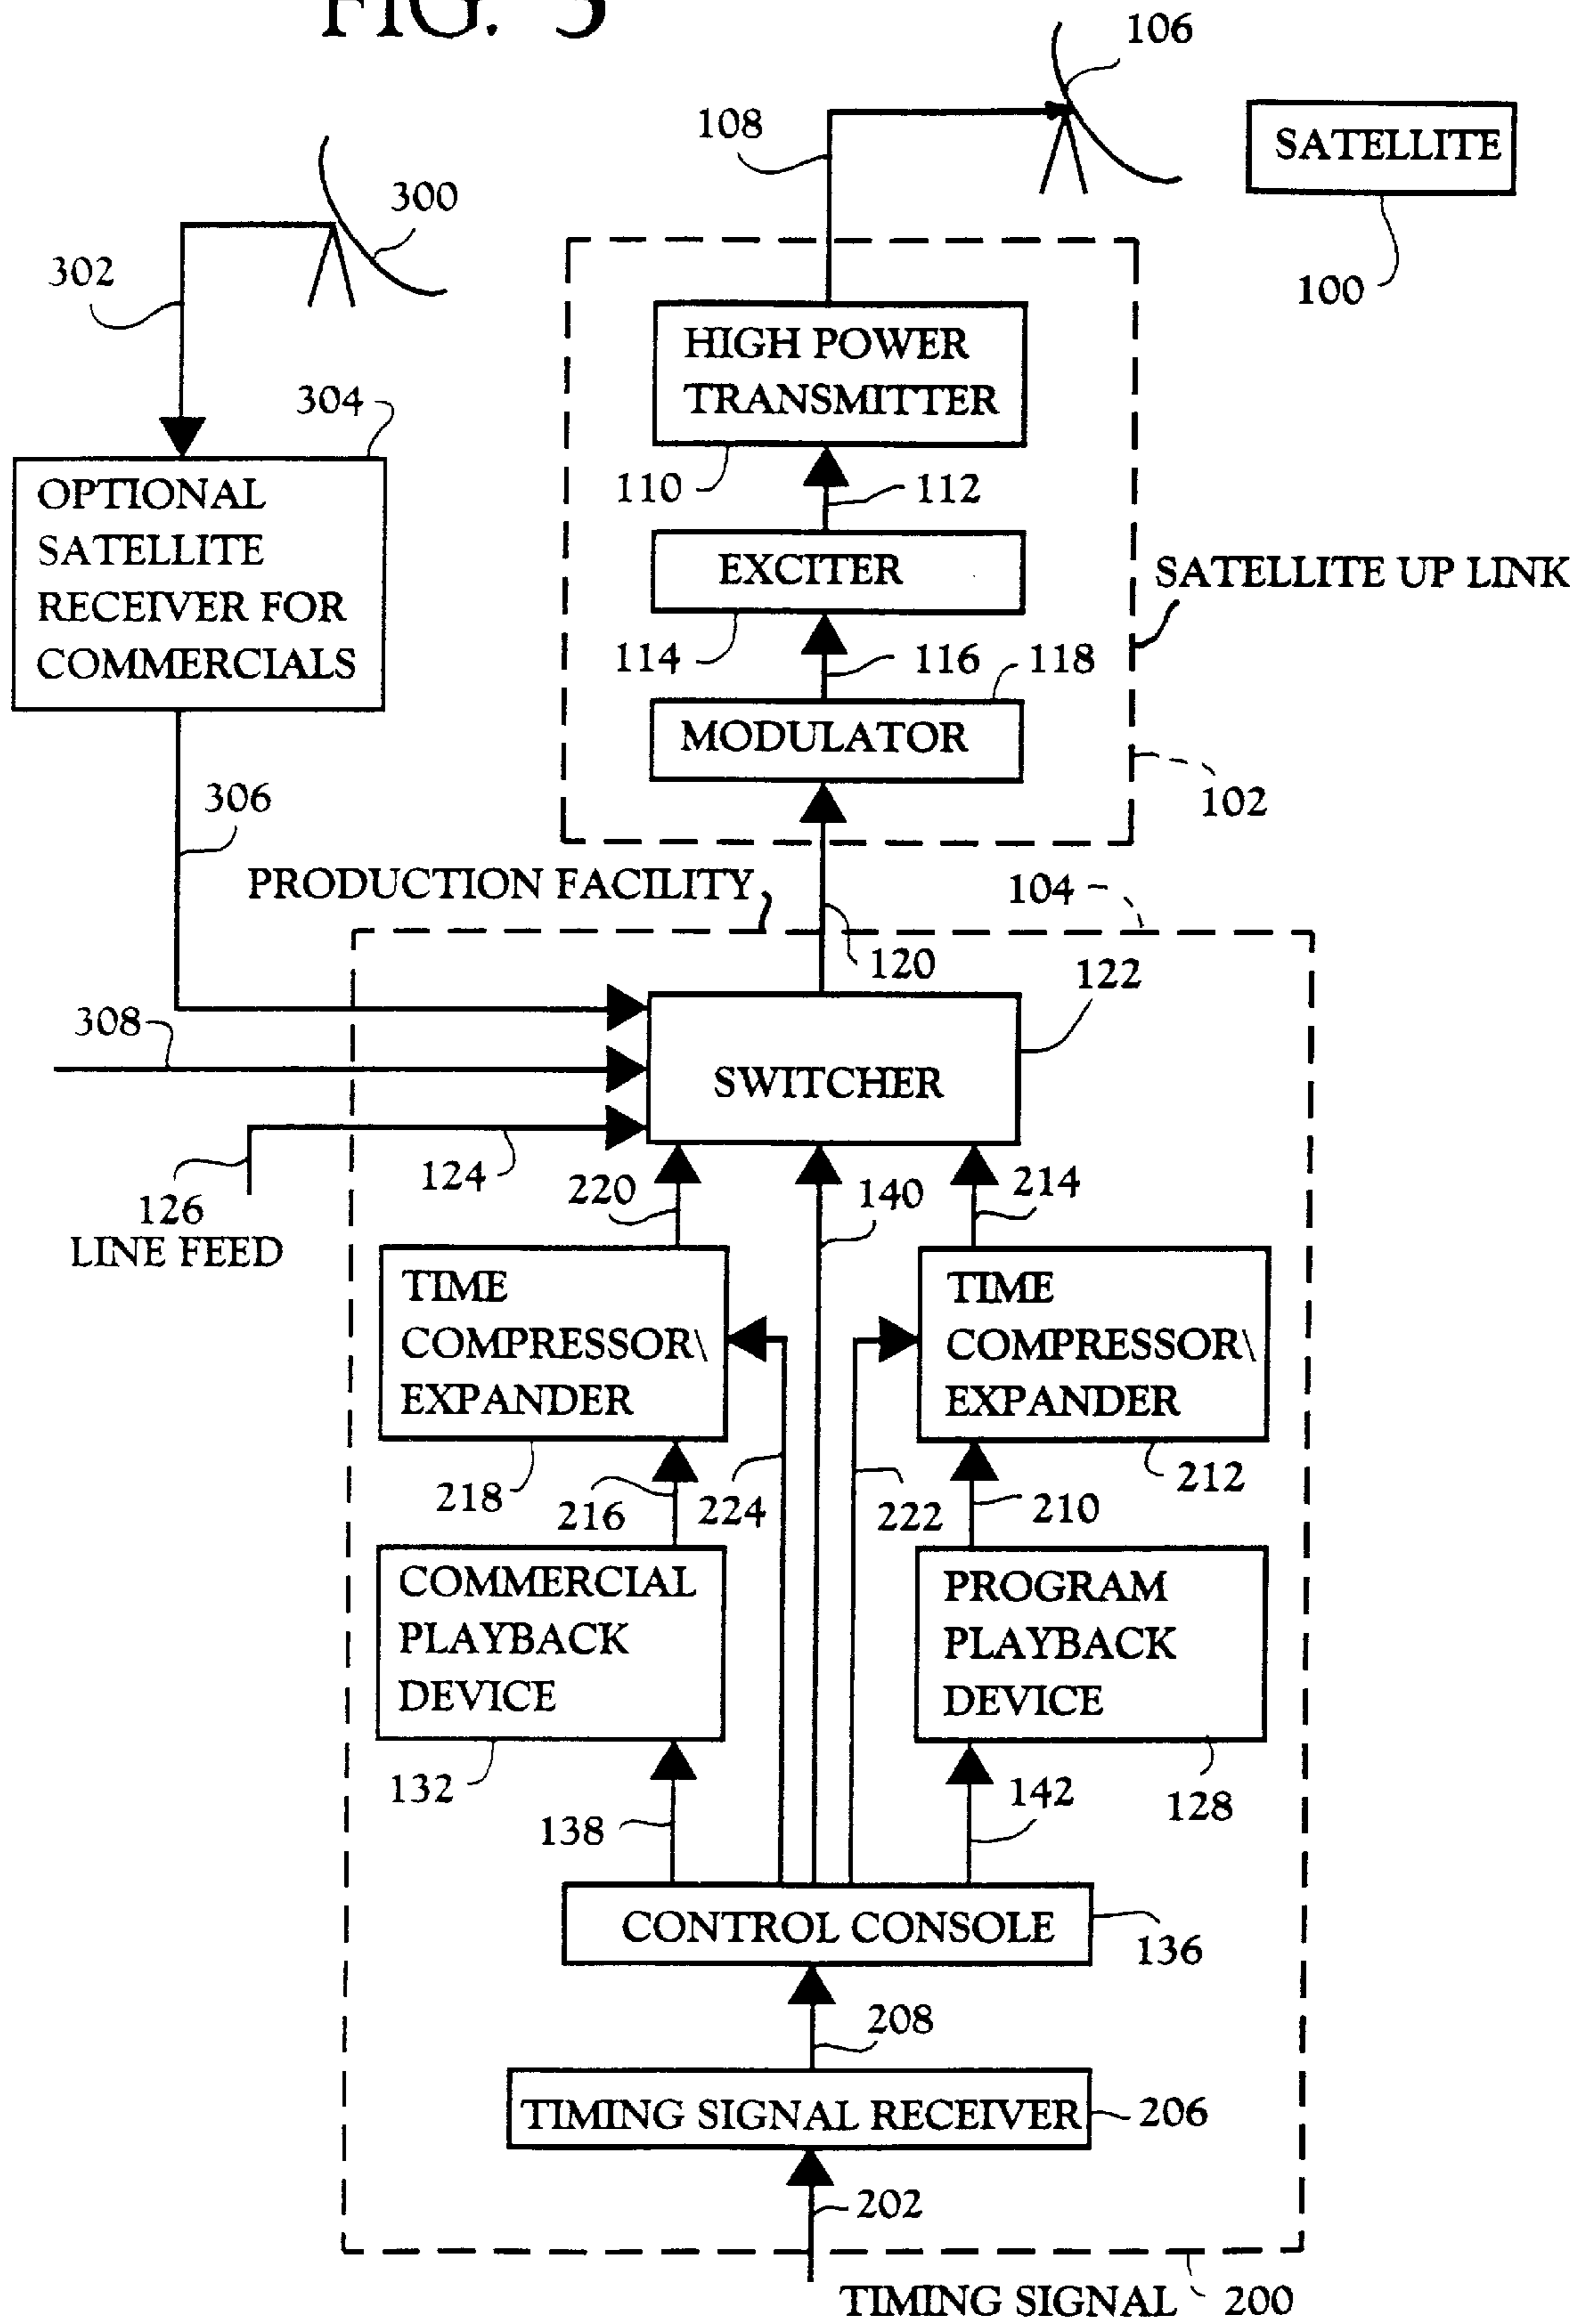 FIG. 3
106
108
SATELLITE
300
302
100
HIGH POWER
TRANSMITTER
304
110
112
OPTIONAL
SATELLITE
RECEIVER FOR
COMMERCIALS
EXCITER
SATELLITE UP LINK
114
116
118
MODULATOR
306
102
PRODUCTION FACILITY
104
120
122
308
SWITCHER
124
220
140
214
126
LINE FEED
TIME
COMPRESSOR\
EXPANDER
TIME
COMPRESSOR\
EXPANDER
218
216
224
222
210
212
COMMERCIAL
PLAYBACK
DEVICE
PROGRAM
PLAYBACK
DEVICE
132
138
142
128
CONTROL CONSOLE
136
208
TIMING SIGNAL RECEIVER
206
202
TIMING SIGNAL
200